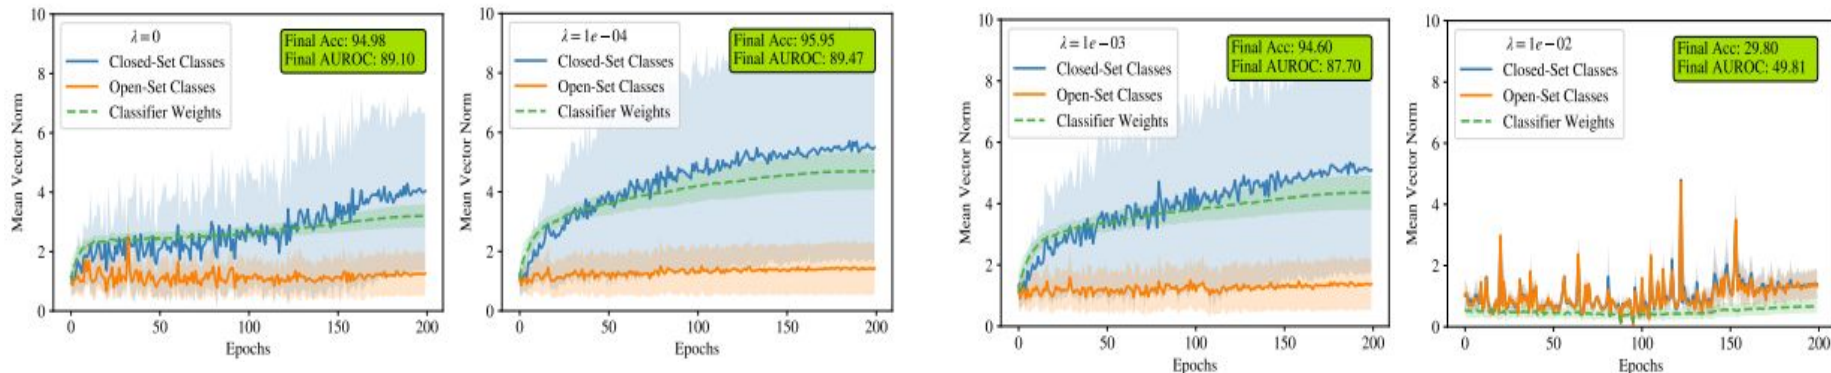 λ=0
Closed-Set Classes
Open-Set Classes
Classifier Weights
Final Acc: 94.98
Final AUROC: 89.10
Mean Vector Norm
10
8
6
4
2
0
0 50 100 150 200
Epochs
λ=1e−04
Closed-Set Classes
Open-Set Classes
Classifier Weights
Final Acc: 95.95
Final AUROC: 89.47
Mean Vector Norm
10
8
6
4
2
0
0 50 100 150 200
Epochs
λ=1e−03
Closed-Set Classes
Open-Set Classes
Classifier Weights
Final Acc: 94.60
Final AUROC: 87.70
Mean Vector Norm
10
8
6
4
2
0
0 50 100 150 200
Epochs
λ=1e−02
Closed-Set Classes
Open-Set Classes
Classifier Weights
Final Acc: 29.80
Final AUROC: 49.81
Mean Vector Norm
10
8
6
4
2
0
0 50 100 150 200
Epochs